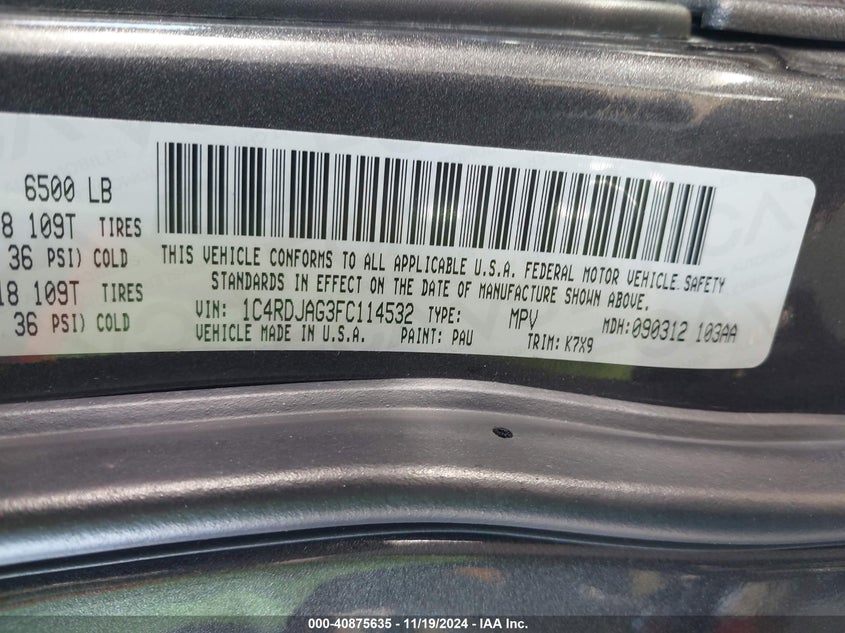 6500 LB
8 109T TIRES
36 PSI) COLD
18 109T TIRES
36 PSI) COLD
THIS VEHICLE CONFORMS TO ALL APPLICABLE U.S.A. FEDERAL MOTOR VEHICLE SAFETY
STANDARDS IN EFFECT ON THE DATE OF MANUFACTURE SHOWN ABOVE.
VIN: 1C4RDJAG3FC114532 TYPE: MPV MDH:090312 103AA
VEHICLE MADE IN U.S.A. PAINT: PAU TRIM: K7X9
000-40875635 - 11/19/2024 - IAA Inc.